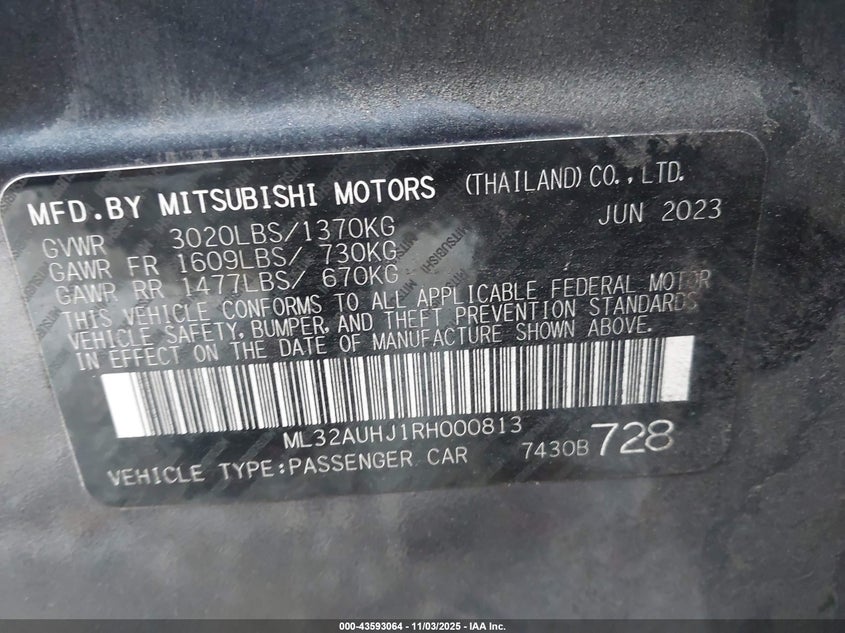 MFD.BY MITSUBISHI MOTORS (THAILAND) CO.,LTD.
JUN 2023
GVWR 3020LBS/1370KG
GAWR FR 1609LBS/ 730KG
GAWR RR 1477LBS/ 670KG
THIS VEHICLE CONFORMS TO ALL APPLICABLE FEDERAL MOTOR
VEHICLE SAFETY, BUMPER, AND THEFT PREVENTION STANDARDS
IN EFFECT ON THE DATE OF MANUFACTURE SHOWN ABOVE.
ML32AUHJ1RH000813
VEHICLE TYPE:PASSENGER CAR 7430B 728
000-43593064 - 11/03/2025 - IAA Inc.